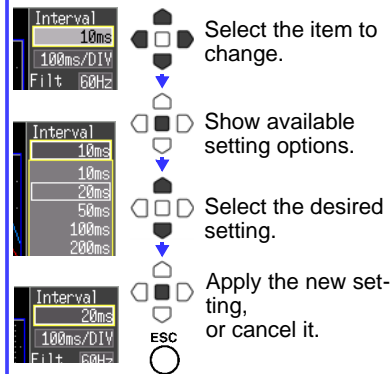 Interval
10ms
100ms/DIV
Filt 60Hz
Select the item to
change.
Interval
10ms
10ms
20ms
50ms
100ms
200ms
Show available
setting options.
Select the desired
setting.
Interval
20ms
100ms/DIV
Filt 60Hz
Apply the new set-
ting,
or cancel it.
ESC